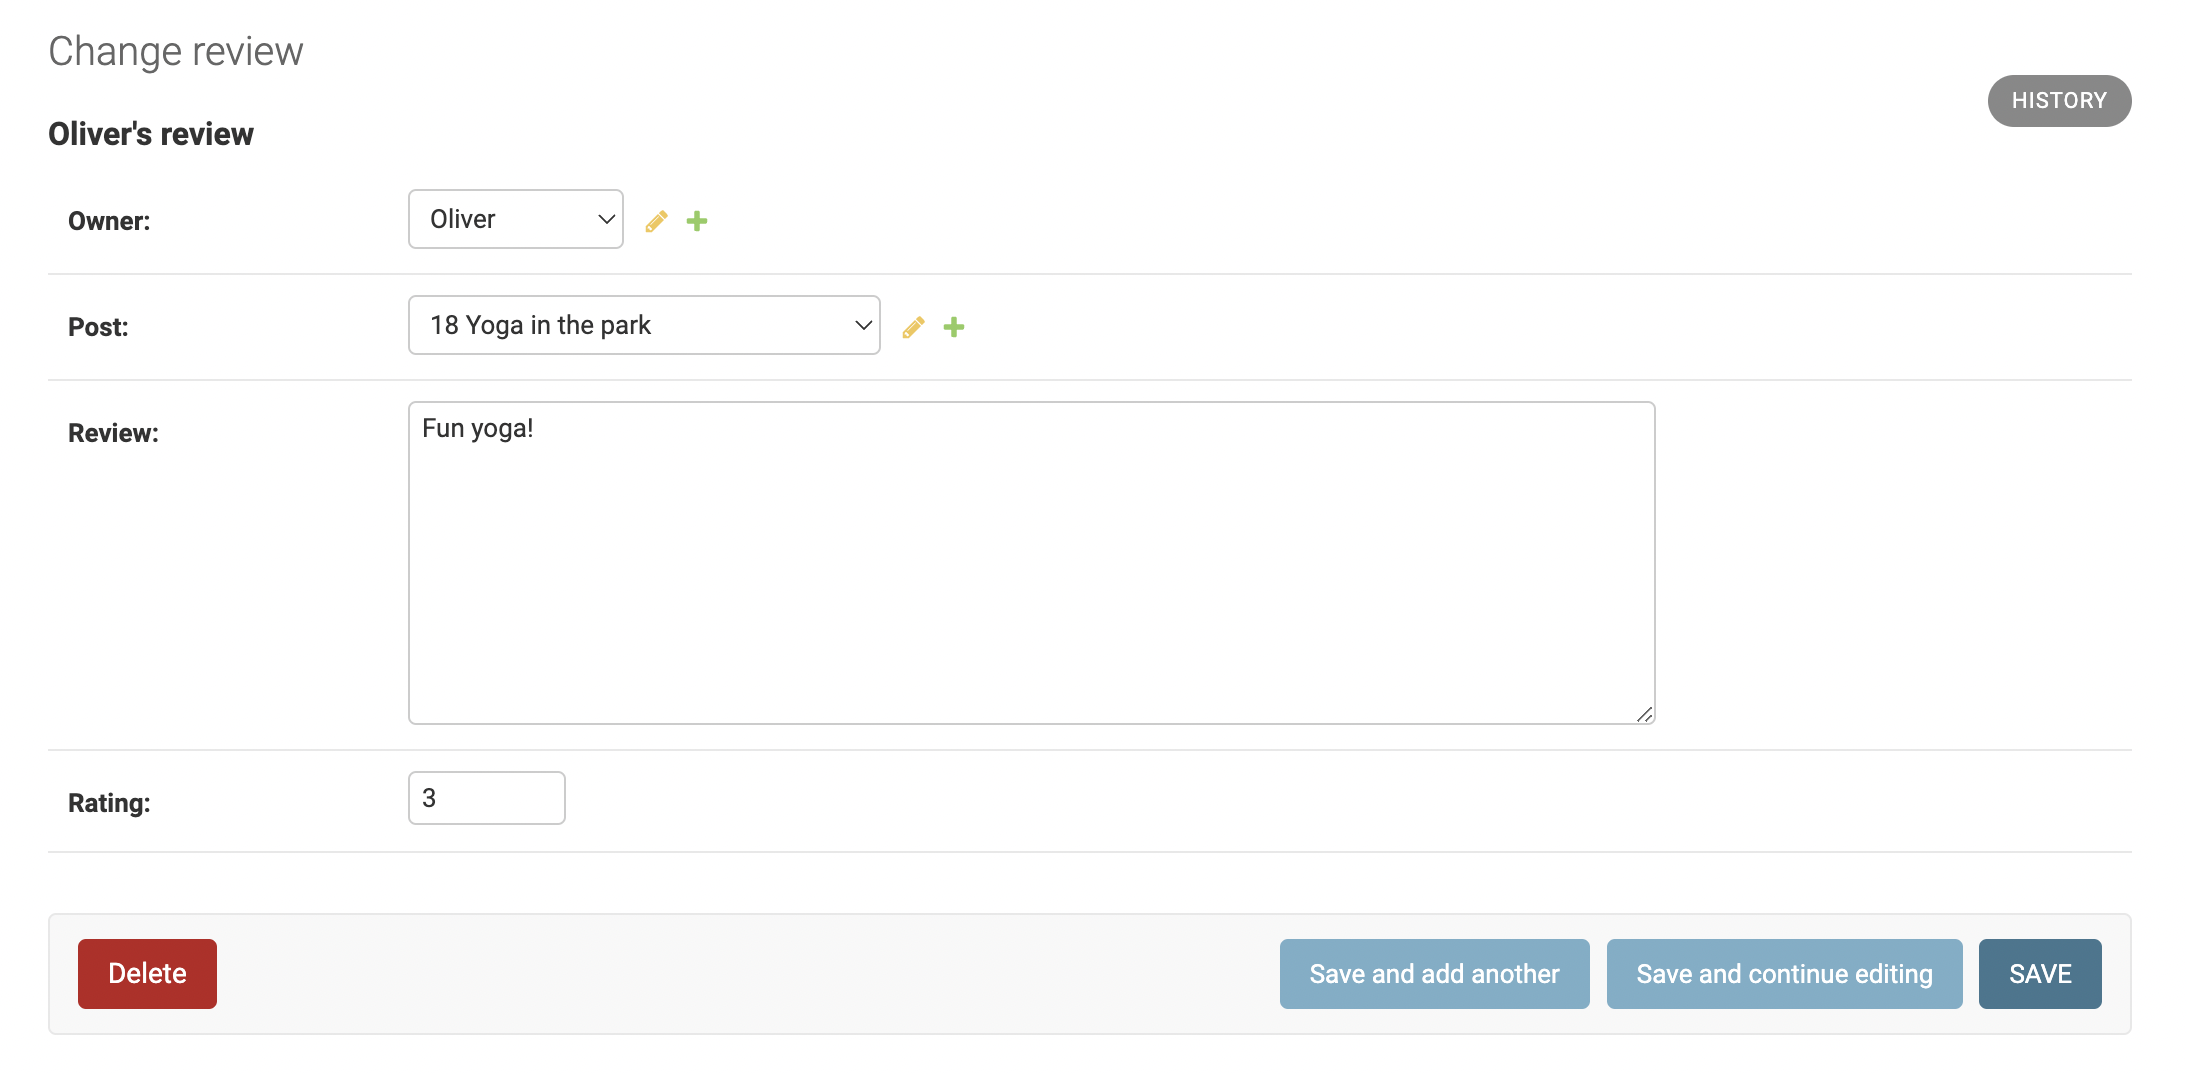 Change review
HISTORY
Oliver's review
Owner:
Oliver
Post:
18 Yoga in the park
Review:
Fun yoga!
Rating:
3
Delete
Save and add another
Save and continue editing
SAVE